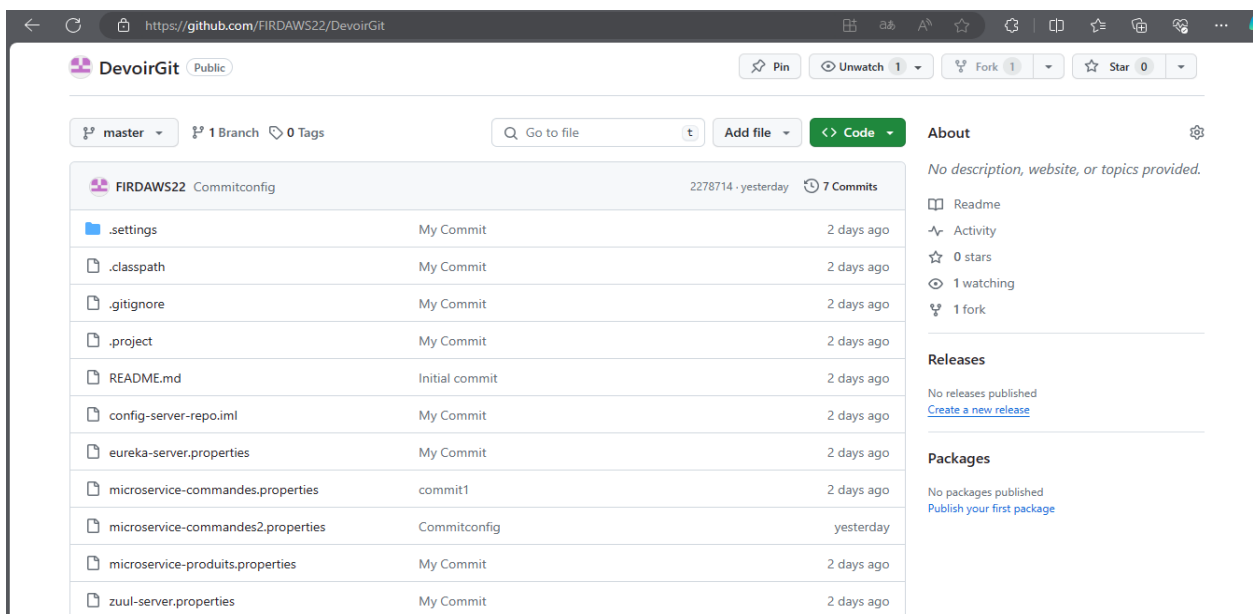 https://github.com/FIRDAWS22/DevoirGit
DevoirGit Public
Pin
Unwatch 1
Fork 1
Star 0
master
1 Branch
0 Tags
Go to file
t
Add file
Code
FIRDAWS22 Commitconfig 2278714 · yesterday 7 Commits
.settings My Commit 2 days ago
.classpath My Commit 2 days ago
.gitignore My Commit 2 days ago
.project My Commit 2 days ago
README.md Initial commit 2 days ago
config-server-repo.iml My Commit 2 days ago
eureka-server.properties My Commit 2 days ago
microservice-commandes.properties commit1 2 days ago
microservice-commandes2.properties Commitconfig yesterday
microservice-produits.properties My Commit 2 days ago
zuul-server.properties My Commit 2 days ago
About
No description, website, or topics provided.
Readme
Activity
0 stars
1 watching
1 fork
Releases
No releases published
Create a new release
Packages
No packages published
Publish your first package